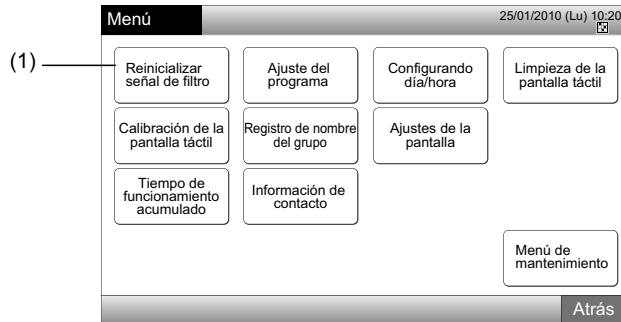 Menú
25/01/2010 (Lu) 10:20
(1)
Reinicializar
señal de filtro
Ajuste del
programa
Configurando
día/hora
Limpieza de la
pantalla táctil
Calibración de la
pantalla táctil
Registro de nombre
del grupo
Ajustes de la
pantalla
Tiempo de
funcionamiento
acumulado
Información de
contacto
Menú de
mantenimiento
Atrás